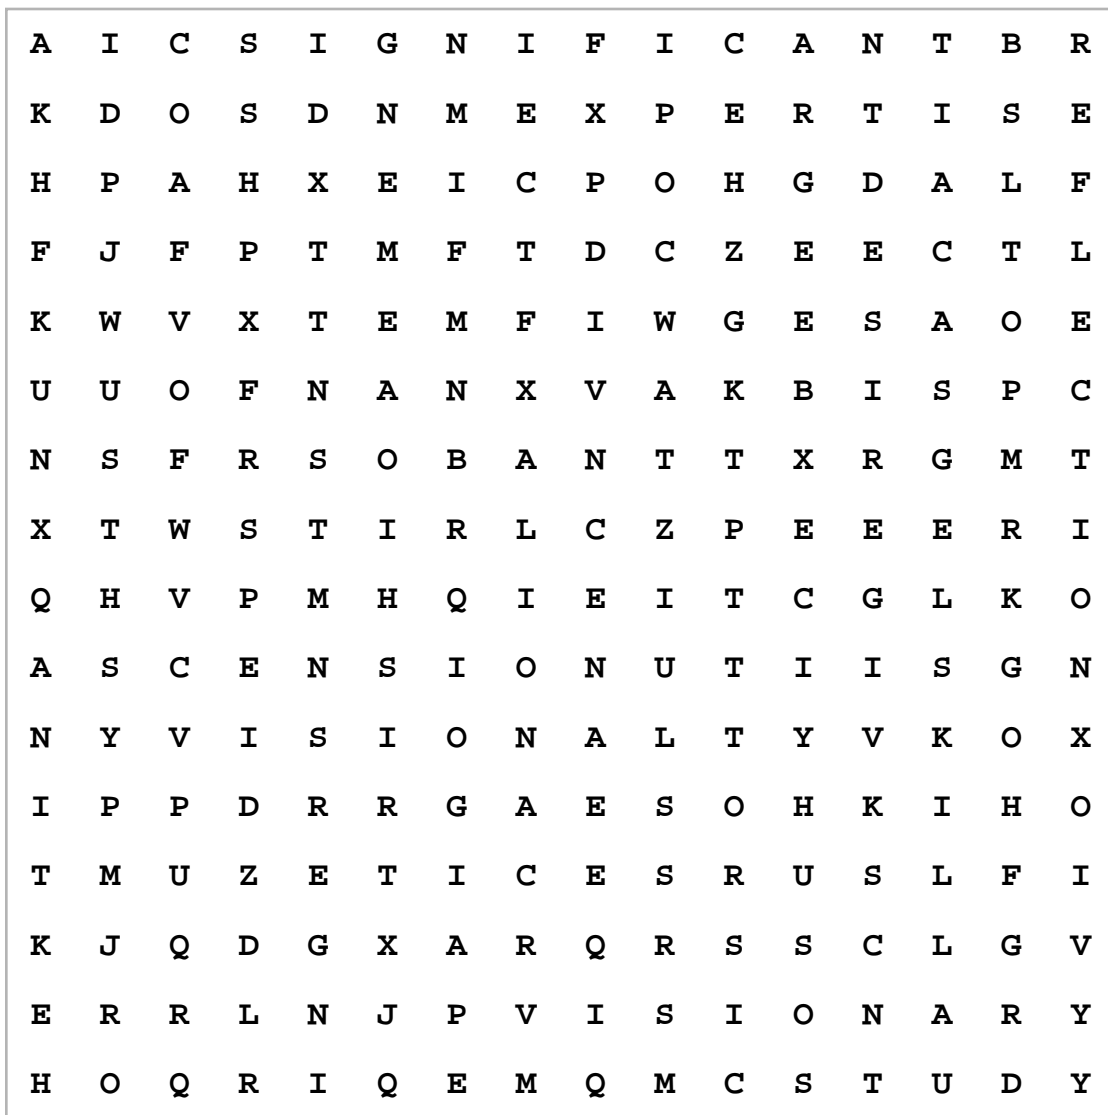 A I C S I G N I F I C A N T B R
K D O S D N M E X P E R T I S E
H P A H X E I C P O H G D A L F
F J F P T M F T D C Z E E C T L
K W V X T E M F I W G E S A O E
U U O F N A N X V A K B I S P C
N S F R S O B A N T T X R G M T
X T W S T I R L C Z P E E E R I
Q H V P M H Q I E I T C G L K O
A S C E N S I O N U T I I S G N
N Y V I S I O N A L T Y V K O X
I P P D R R G A E S O H K I H O
T M U Z E T I C E S R U S L F I
K J Q D G X A R Q R S S C L G V
E R R L N J P V I S I O N A R Y
H O Q R I Q E M Q M C S T U D Y